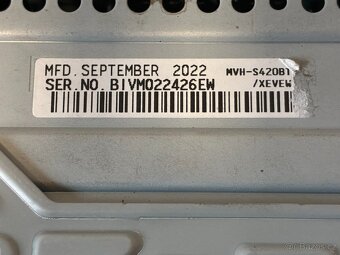 MFD. SEPTEMBER 2022 MVH-S420BT
SER.NO. BIVM022426EW /XEVEW